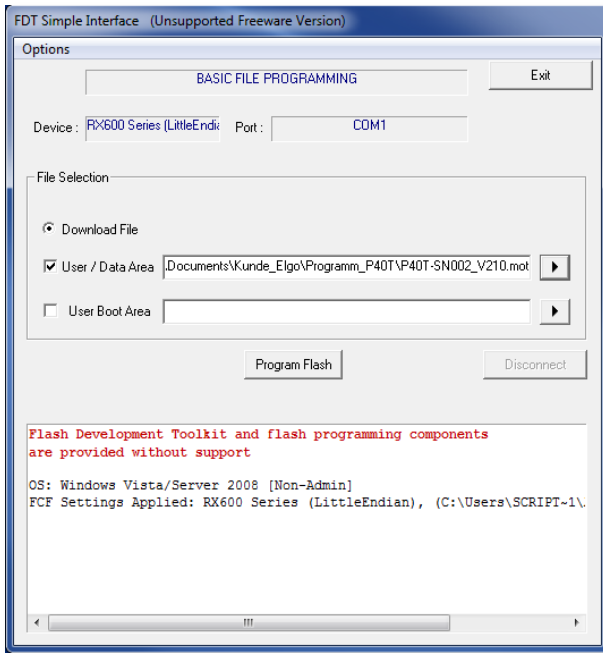 FDT Simple Interface (Unsupported Freeware Version)
Options
BASIC FILE PROGRAMMING
Exit
Device : RX600 Series (LittleEndi Port : COM1
File Selection
Download File
User / Data Area .Documents\Kunde_Elgo\Programm_P40T\P40T-SN002_V210.mot
User Boot Area
Program Flash
Disconnect
Flash Development Toolkit and flash programming components
are provided without support
OS: Windows Vista/Server 2008 [Non-Admin]
FCF Settings Applied: RX600 Series (LittleEndian), (C:\Users\SCRIPT~1\.